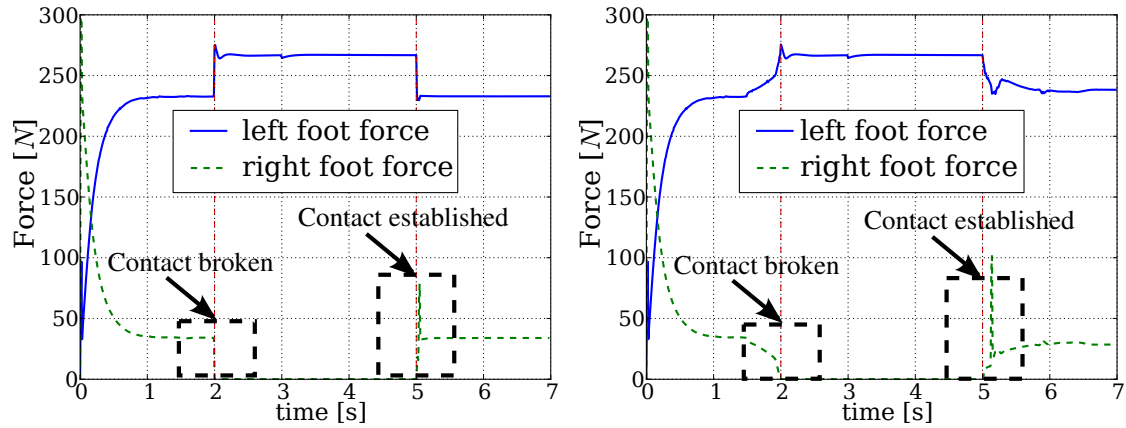 300
250
200
150
100
50
0
Force [N]
left foot force
right foot force
Contact established
Contact broken
0 1 2 3 4 5 6 7
time [s]
300
250
200
150
100
50
0
Force [N]
left foot force
right foot force
Contact established
Contact broken
0 1 2 3 4 5 6 7
time [s]